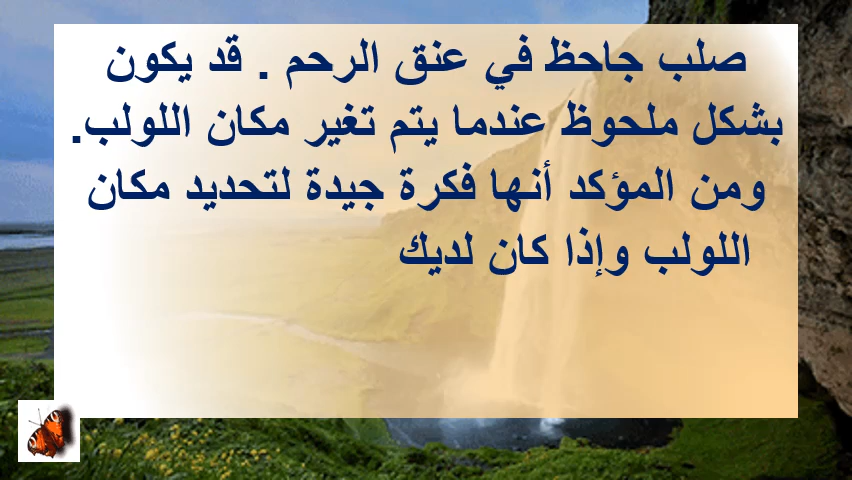 صلب جاحظ في عنق الرحم . قد يكون
بشكل ملحوظ عندما يتم تغير مكان اللولب.
ومن المؤكد أنها فكرة جيدة لتحديد مكان
اللولب وإذا كان لديك